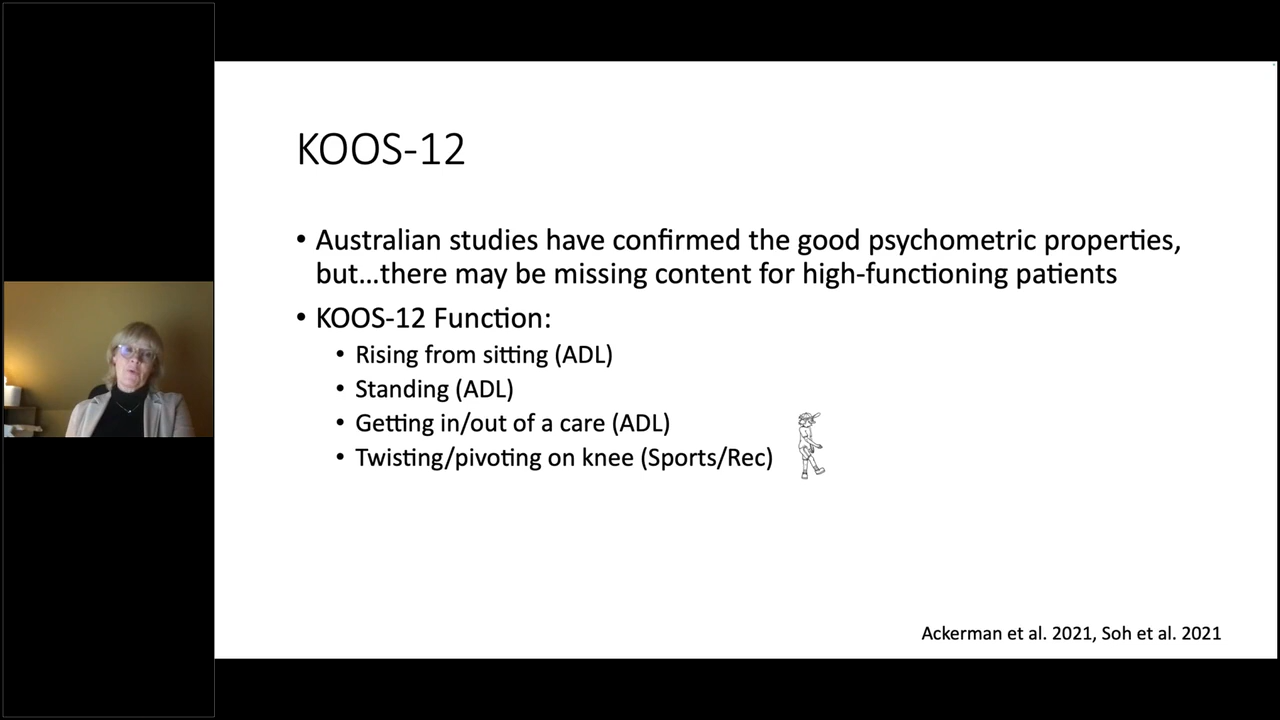 KOOS-12
• Australian studies have confirmed the good psychometric properties,
but...there may be missing content for high-functioning patients
• KOOS-12 Function:
• Rising from sitting (ADL)
• Standing (ADL)
• Getting in/out of a care (ADL)
• Twisting/pivoting on knee (Sports/Rec)
Ackerman et al. 2021, Soh et al. 2021